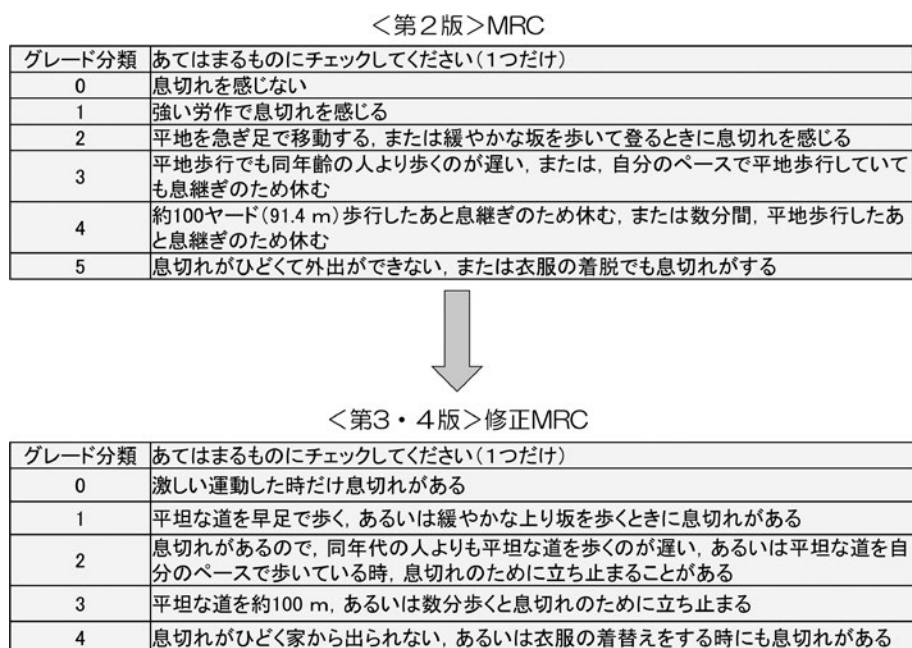 ＜第２版＞MRC
グレード分類 あてはまるものにチェックしてください（１つだけ）
0 息切れを感じない
1 強い労作で息切れを感じる
2 平地を急ぎ足で移動する，または緩やかな坂を歩いて登るときに息切れを感じる
3 平地歩行でも同年齢の人より歩くのが遅い，または，自分のペースで平地歩行していて
も息継ぎのため休む
4 約100ヤード（91.4 m）歩行したあと息継ぎのため休む，または数分間，平地歩行したあ
と息継ぎのため休む
5 息切れがひどくて外出ができない，または衣服の着脱でも息切れがする
＜第３・４版＞修正MRC
グレード分類 あてはまるものにチェックしてください（１つだけ）
0 激しい運動した時だけ息切れがある
1 平坦な道を早足で歩く，あるいは緩やかな上り坂を歩くときに息切れがある
2 息切れがあるので，同年代の人よりも平坦な道を歩くのが遅い，あるいは平坦な道を自
分のペースで歩いている時，息切れのために立ち止まることがある
3 平坦な道を約100 m，あるいは数分歩くと息切れのために立ち止まる
4 息切れがひどく家から出られない，あるいは衣服の着替えをする時にも息切れがある